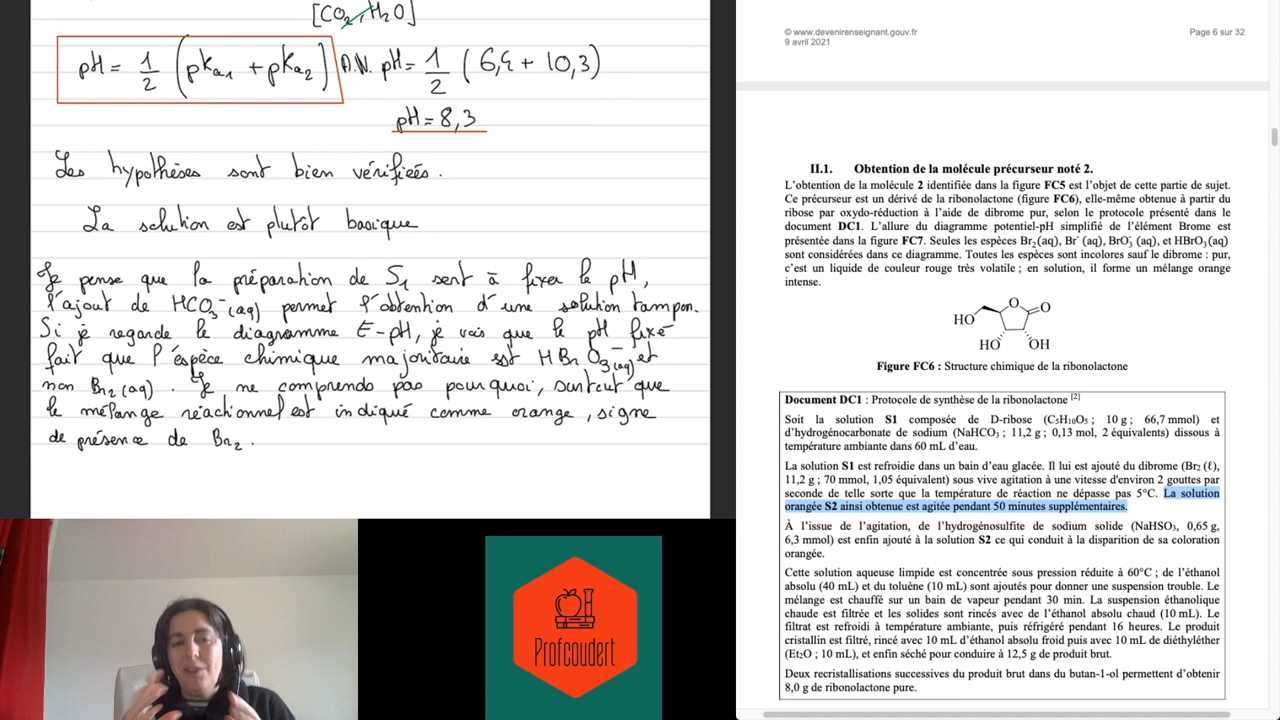 [CO₂, H₂O]
pH = 1/2 (pKa1 + pKa2) A.N. pH = 1/2 (6,4 + 10,3)
pH = 8,3
Les hypothèses sont bien vérifiées.
La solution est plutôt basique
Je pense que la préparation de S1 sert à fixer le pH,
l'ajout de HCO₃⁻(aq) permet l'obtention d'une solution tampon.
Si je regarde le diagramme E-pH, je vois que le pH fixé
fait que l'espèce chimique majoritaire est HBrO₃⁻(aq) et
non Br₂(aq). Je ne comprends pas pourquoi, surtout que
le mélange réactionnel est indiqué comme orange, signe
de présence de Br₂.
Profcoudert
© www.devenirenseignant.gouv.fr Page 6 sur 32
9 avril 2021
II.1. Obtention de la molécule précurseur noté 2.
L'obtention de la molécule 2 identifiée dans la figure FC5 est l'objet de cette partie de sujet.
Ce précurseur est un dérivé de la ribonolactone (figure FC6), elle-même obtenue à partir du
ribose par oxydo-réduction à l'aide de dibrome pur, selon le protocole présenté dans le
document DC1. L'allure du diagramme potentiel-pH simplifié de l'élément Brome est
présentée dans la figure FC7. Seules les espèces Br₂(aq), Br⁻(aq), BrO₃⁻(aq), et HBrO₃(aq)
sont considérées dans ce diagramme. Toutes les espèces sont incolores sauf le dibrome : pur,
c'est un liquide de couleur rouge très volatile ; en solution, il forme un mélange orange
intense.
HO O O
HO OH
Figure FC6 : Structure chimique de la ribonolactone
Document DC1 : Protocole de synthèse de la ribonolactone [2]
Soit la solution S1 composée de D-ribose (C₅H₁₀O₅ ; 10 g ; 66,7 mmol) et
d'hydrogénocarbonate de sodium (NaHCO₃ ; 11,2 g ; 0,13 mol, 2 équivalents) dissous à
température ambiante dans 60 mL d'eau.
La solution S1 est refroidie dans un bain d'eau glacée. Il lui est ajouté du dibrome (Br₂ (ℓ),
11,2 g ; 70 mmol, 1,05 équivalent) sous vive agitation à une vitesse d'environ 2 gouttes par
seconde de telle sorte que la température de réaction ne dépasse pas 5°C. La solution
orangée S2 ainsi obtenue est agitée pendant 50 minutes supplémentaires.
À l'issue de l'agitation, de l'hydrogénosulfite de sodium solide (NaHSO₃, 0,65 g,
6,3 mmol) est enfin ajouté à la solution S2 ce qui conduit à la disparition de sa coloration
orangée.
Cette solution aqueuse limpide est concentrée sous pression réduite à 60°C ; de l'éthanol
absolu (40 mL) et du toluène (10 mL) sont ajoutés pour donner une suspension trouble. Le
mélange est chauffé sur un bain de vapeur pendant 30 min. La suspension éthanolique
chaude est filtrée et les solides sont rincés avec de l'éthanol absolu chaud (10 mL). Le
filtrat est refroidi à température ambiante, puis réfrigéré pendant 16 heures. Le produit
cristallin est filtré, rincé avec 10 mL d'éthanol absolu froid puis avec 10 mL de diéthyléther
(Et₂O ; 10 mL), et enfin séché pour conduire à 12,5 g de produit brut.
Deux recristallisations successives du produit brut dans du butan-1-ol permettent d'obtenir
8,0 g de ribonolactone pure.